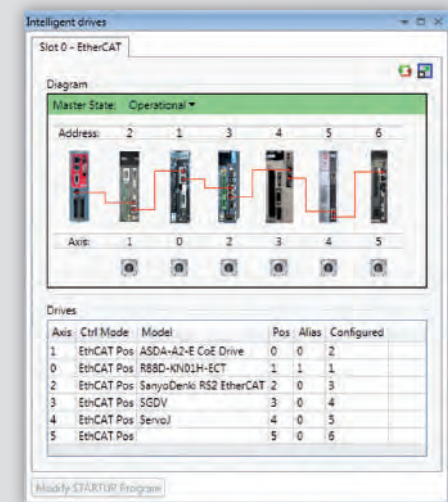 Intelligent drives
Slot 0 - EtherCAT
Diagram
Master State: Operational
Address: 2 1 3 4 5 6
Axis: 1 0 2 3 4 5
Drives
Axis Ctrl Mode Model Pos Alias Configured
1 EthCAT Pos ASDA-A2-E CoE Drive 0 0 2
0 EthCAT Pos R88D-KN01H-ECT 1 1 1
2 EthCAT Pos SanyoDenki RS2 EtherCAT 2 0 3
3 EthCAT Pos SGDV 3 0 4
4 EthCAT Pos ServoJ 4 0 5
5 EthCAT Pos 5 0 6
Modify STARTUP Program